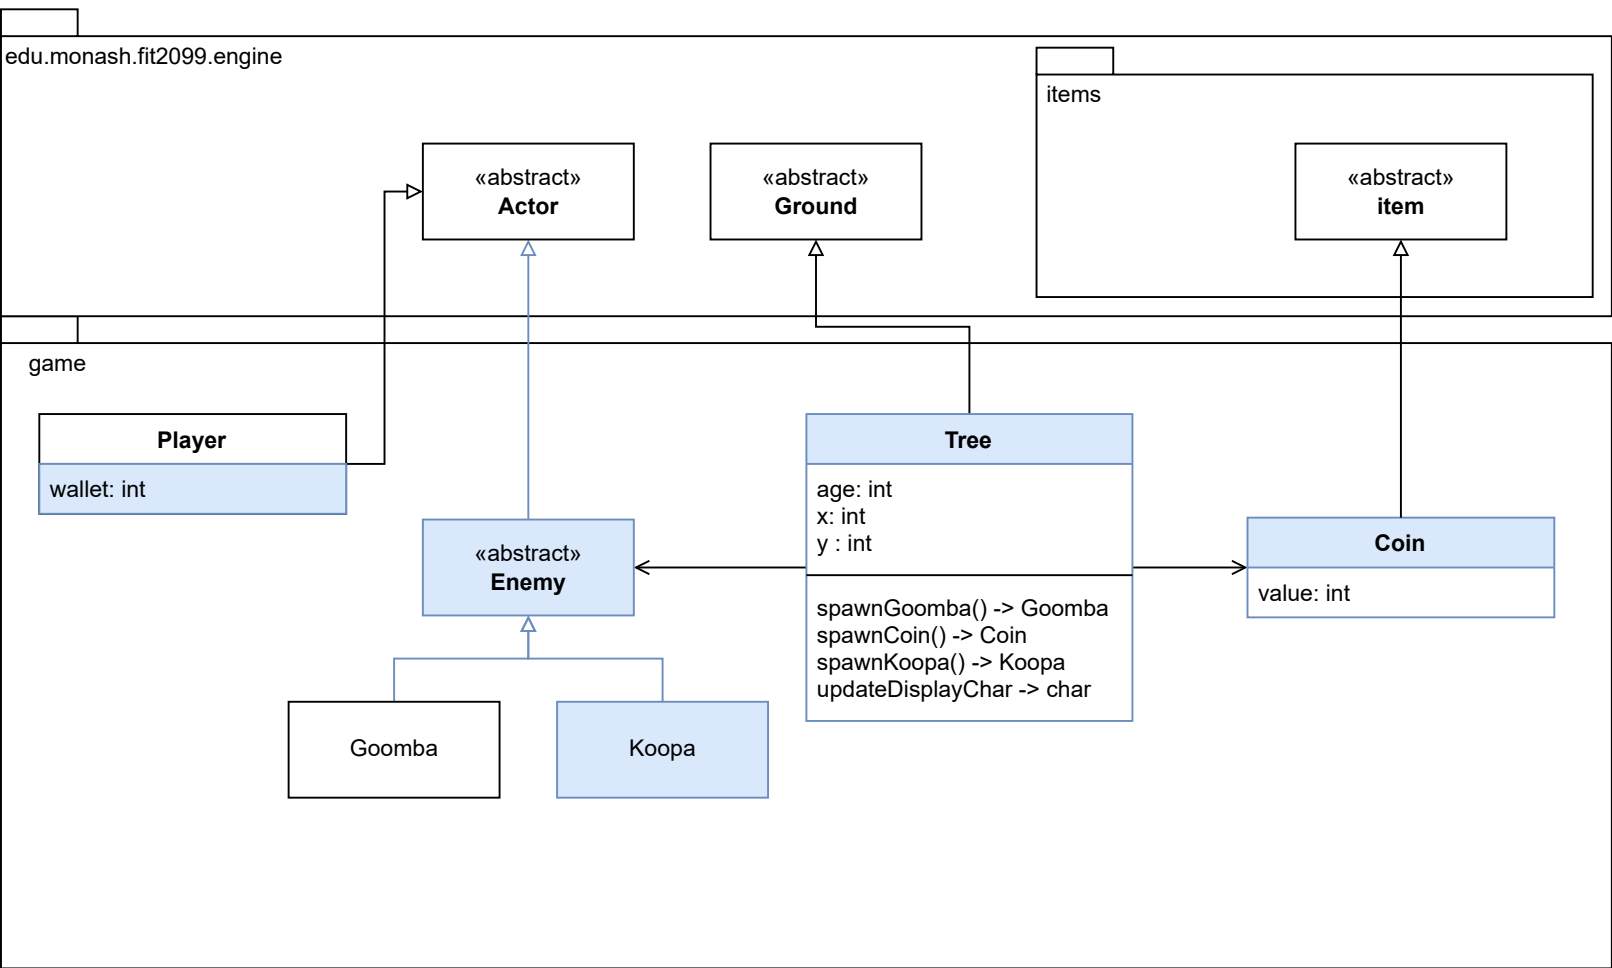 edu.monash.fit2099.engine
items
«abstract»
Actor
«abstract»
Ground
«abstract»
item
game
Player
wallet: int
Tree
age: int
x: int
y : int
spawnGoomba() -> Goomba
spawnCoin() -> Coin
spawnKoopa() -> Koopa
updateDisplayChar -> char
«abstract»
Enemy
Coin
value: int
Goomba
Koopa